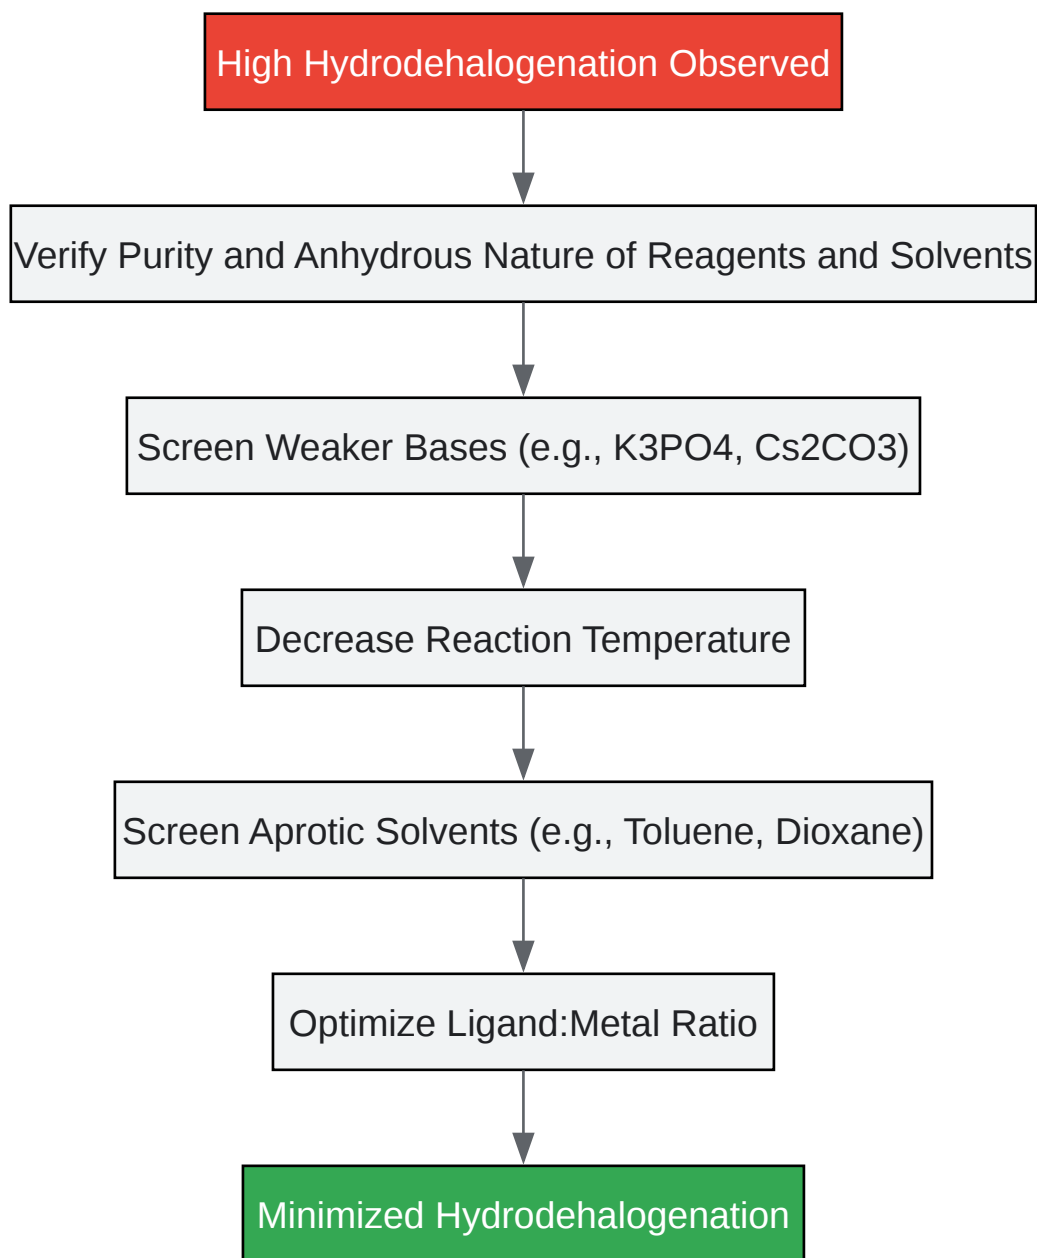 High Hydrodehalogenation Observed
Verify Purity and Anhydrous Nature of Reagents and Solvents
Screen Weaker Bases (e.g., K3PO4, Cs2CO3)
Decrease Reaction Temperature
Screen Aprotic Solvents (e.g., Toluene, Dioxane)
Optimize Ligand:Metal Ratio
Minimized Hydrodehalogenation